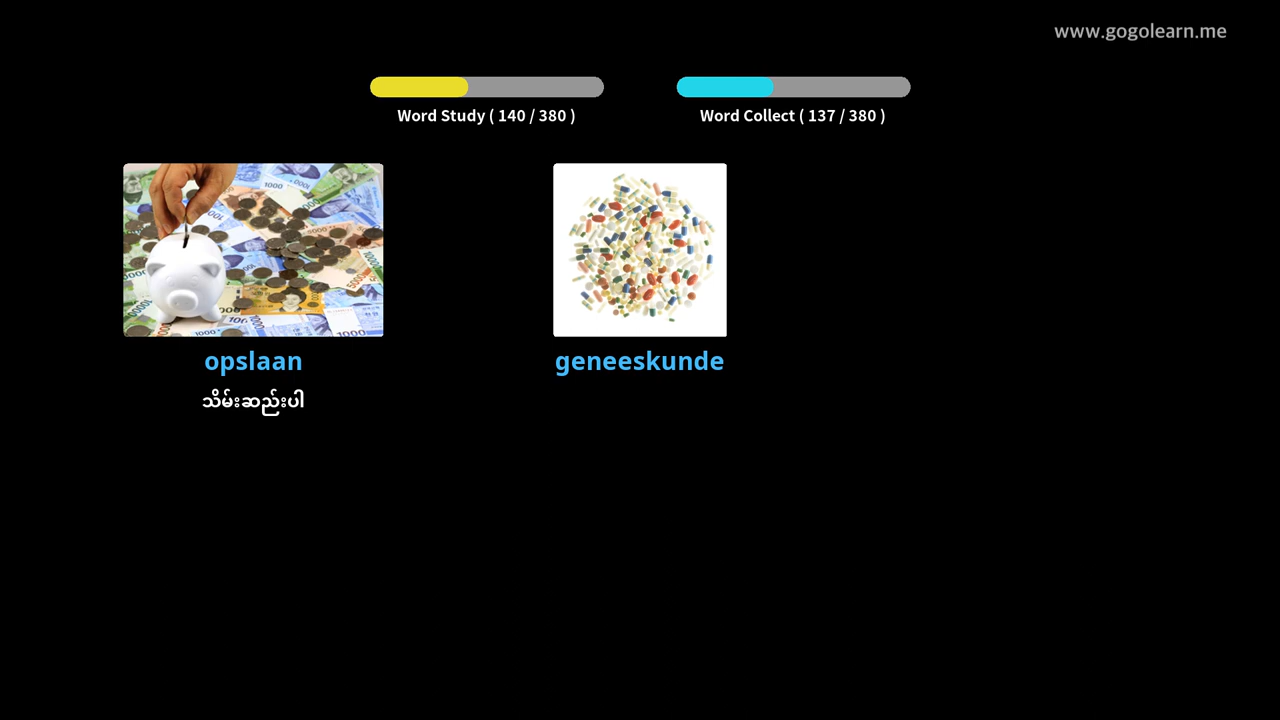 www.gogolearn.me
Word Study ( 140 / 380 )
Word Collect ( 137 / 380 )
opslaan
geneeskunde
သိမ်းဆည်းပါ